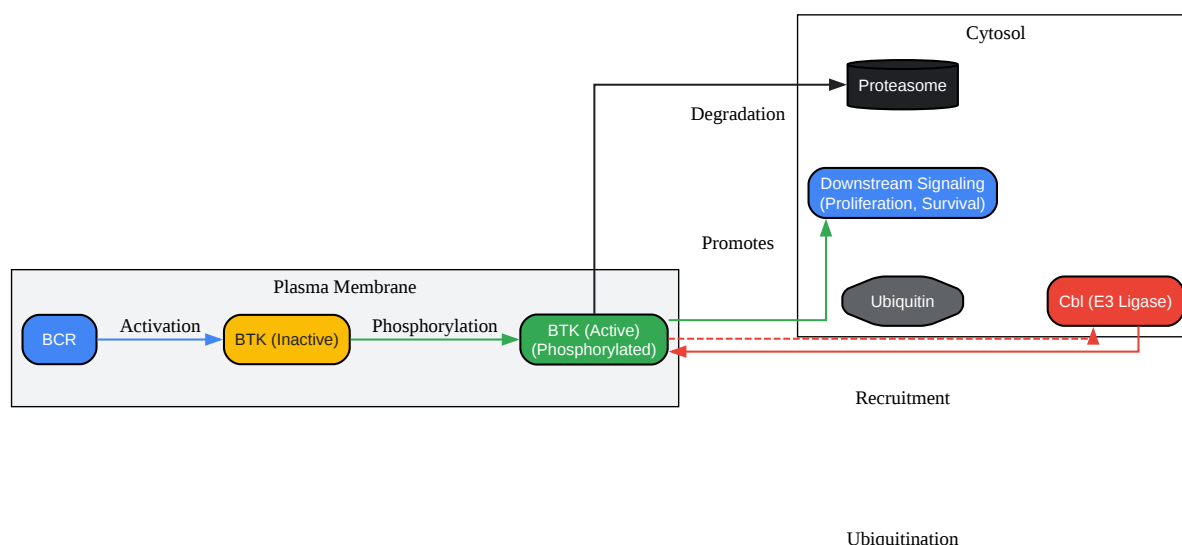 Cytosol
Proteasome
Degradation
Downstream Signaling
(Proliferation, Survival)
Promotes
Plasma Membrane
Ubiquitin
Cbl (E3 Ligase)
BCR
Activation
BTK (Inactive)
Phosphorylation
BTK (Active)
(Phosphorylated)
Recruitment
Ubiquitination